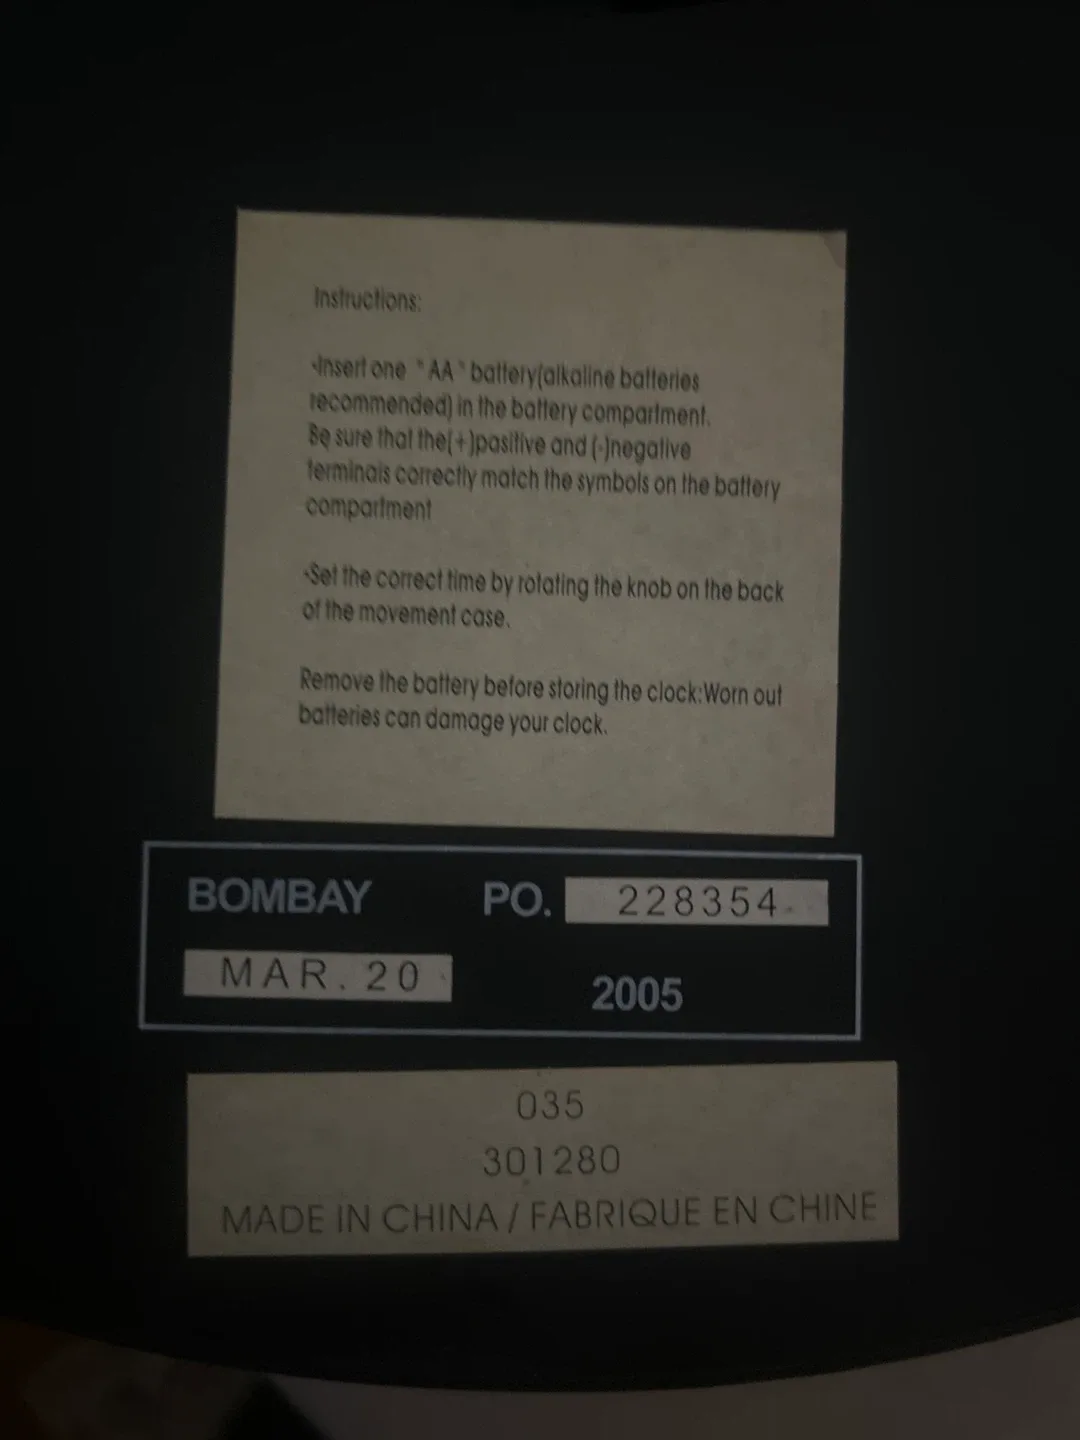 Instructions:
-Insert one "AA" battery(alkaline batteries
recommended) in the battery compartment.
Be sure that the(+)positive and (-)negative
terminals correctly match the symbols on the battery
compartment
-Set the correct time by rotating the knob on the back
of the movement case.
Remove the battery before storing the clock:Worn out
batteries can damage your clock.
BOMBAY PO. 228354
MAR. 20 2005
035
301280
MADE IN CHINA / FABRIQUE EN CHINE